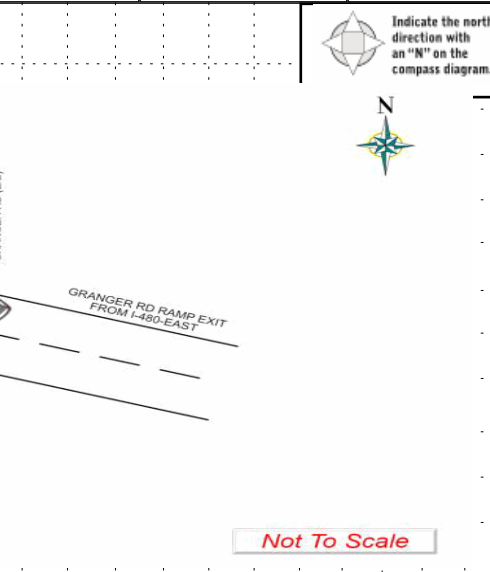 Indicate the north
direction with
an “N” on the
compass diagram.
N
GRANGER RD RAMP EXIT
FROM I-480-EAST
Not To Scale